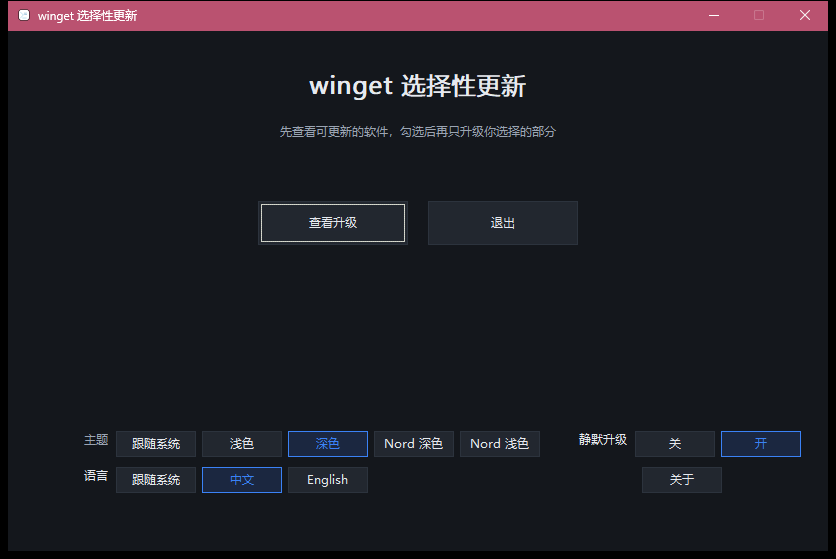 winget 选择性更新
winget 选择性更新
先查看可更新的软件，勾选后再只升级你选择的部分
查看升级 退出
主题 跟随系统 浅色 深色 Nord 深色 Nord 浅色 静默升级 关 开
语言 跟随系统 中文 English 关于